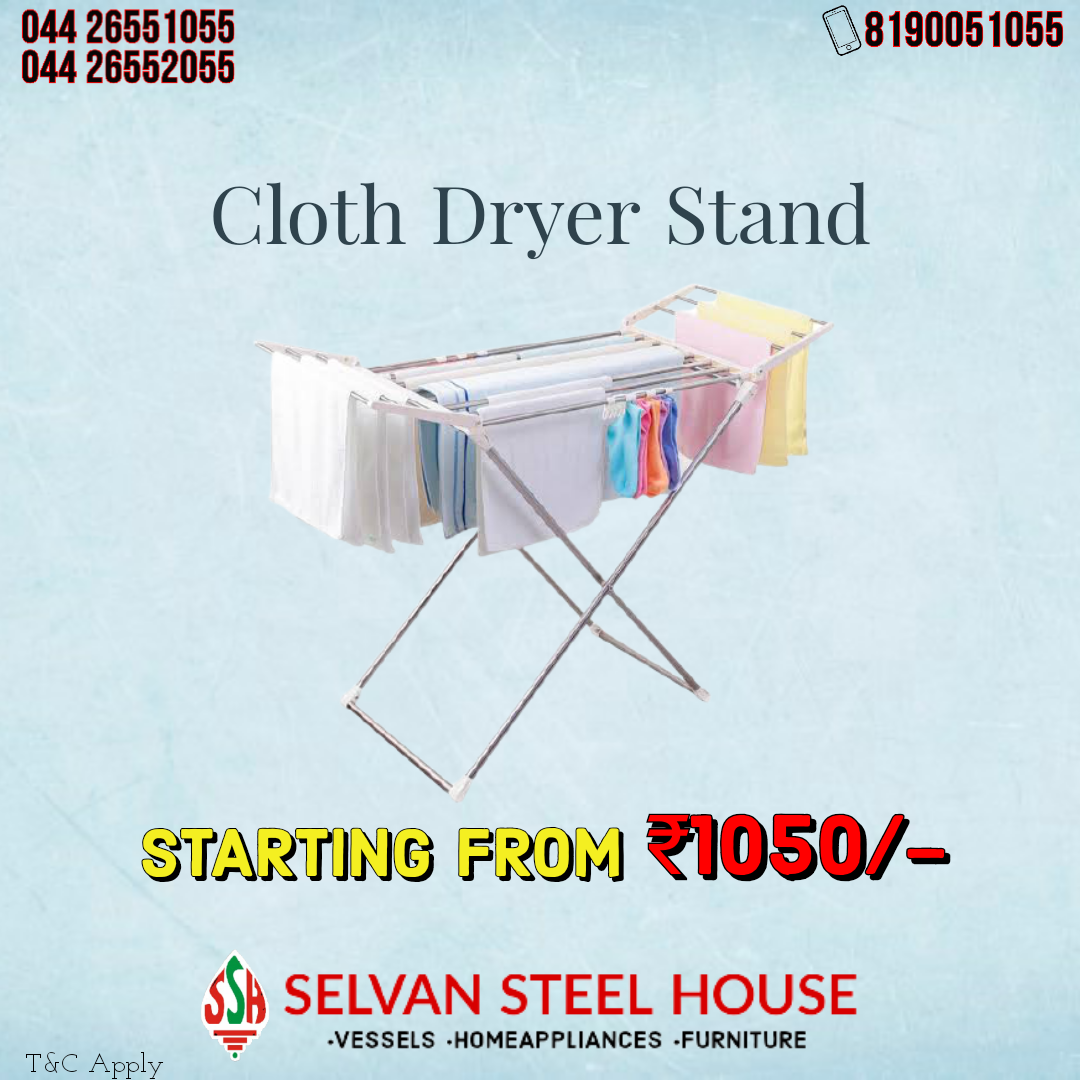 044 26551055
044 26552055
8190051055
Cloth Dryer Stand
STARTING FROM ₹1050/-
SSH
SELVAN STEEL HOUSE
•VESSELS •HOMEAPPLIANCES •FURNITURE
T&C Apply